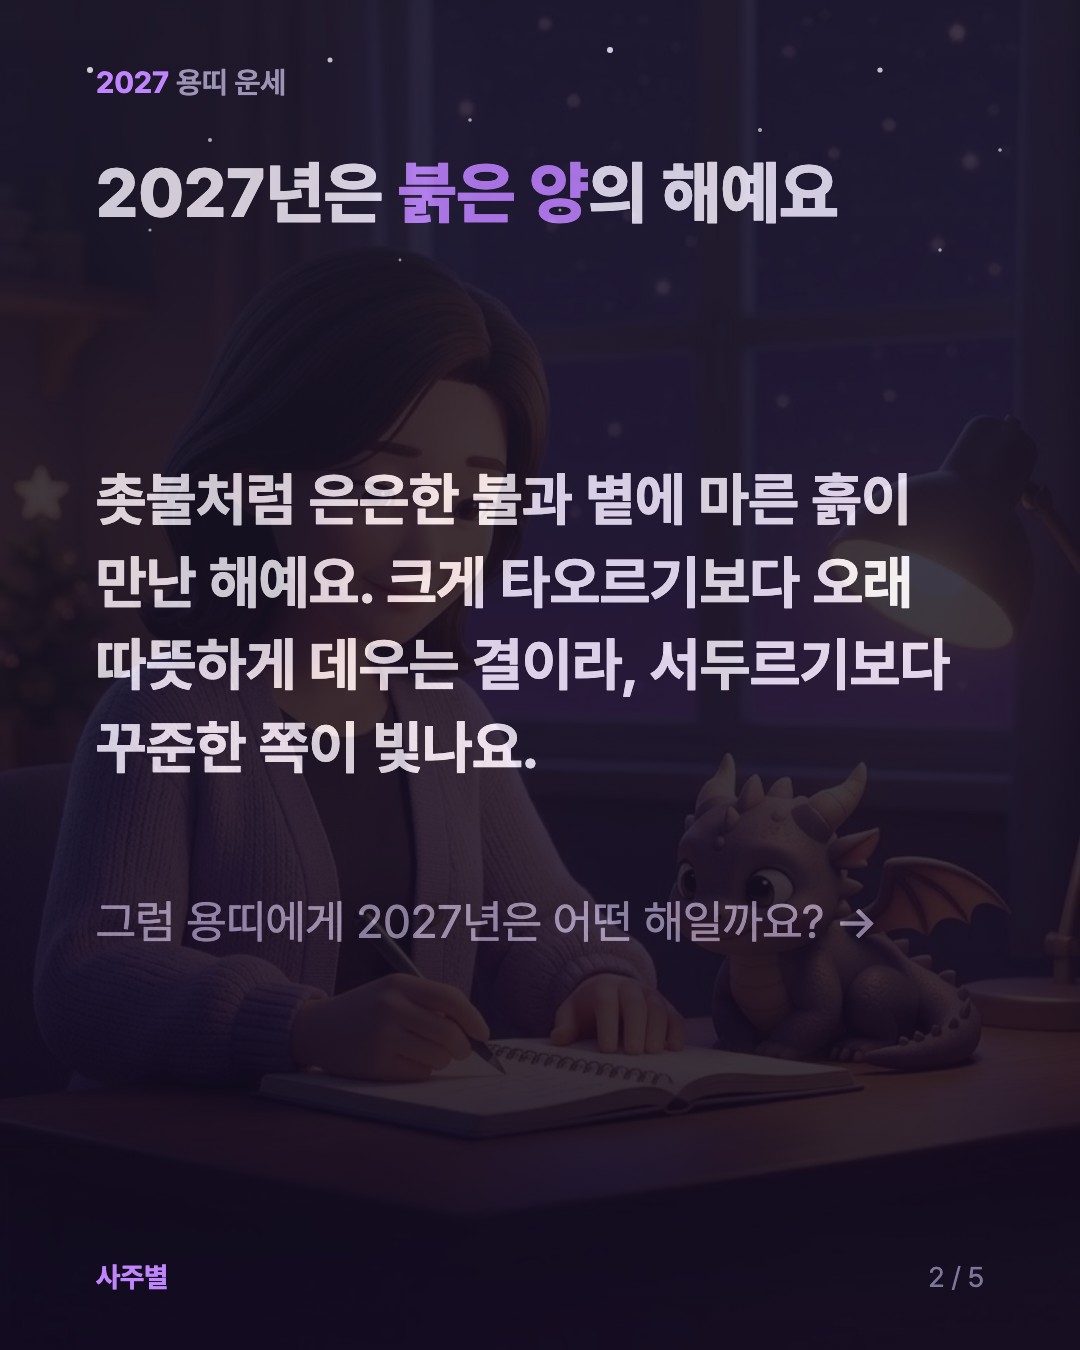 2027 용띠 운세
2027년은 붉은 양의 해예요
촛불처럼 은은한 불과 볕에 마른 흙이
만난 해예요. 크게 타오르기보다 오래
따뜻하게 데우는 결이라, 서두르기보다
꾸준한 쪽이 빛나요.
그럼 용띠에게 2027년은 어떤 해일까요? →
사주별
2 / 5